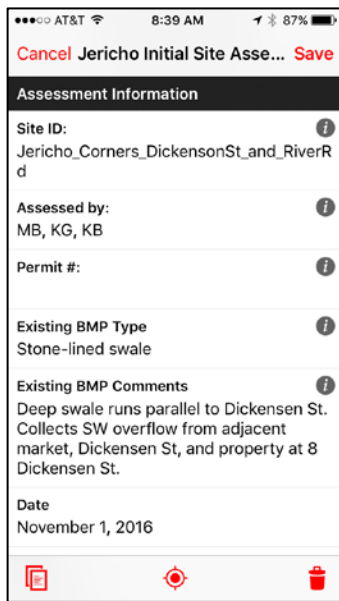 AT&T 8:39 AM 87%
Cancel Jericho Initial Site Asse... Save
Assessment Information
Site ID:
Jericho_Corners_DickensonSt_and_RiverR
d
Assessed by:
MB, KG, KB
Permit #:
Existing BMP Type
Stone-lined swale
Existing BMP Comments
Deep swale runs parallel to Dickensen St.
Collects SW overflow from adjacent
market, Dickensen St, and property at 8
Dickensen St.
Date
November 1, 2016